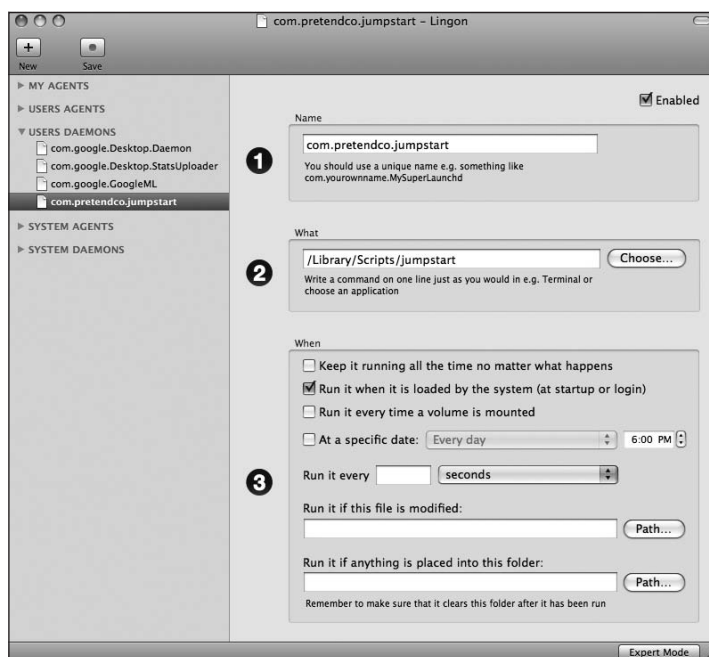 com.pretendco.jumpstart – Lingon
New
Save
MY AGENTS
USERS AGENTS
USERS DAEMONS
com.google.Desktop.Daemon
com.google.Desktop.StatsUploader
com.google.GoogleML
com.pretendco.jumpstart
SYSTEM AGENTS
SYSTEM DAEMONS
Enabled
1
Name
com.pretendco.jumpstart
You should use a unique name e.g. something like
com.yourownname.MySuperLaunchd
2
What
/Library/Scripts/jumpstart
Choose...
Write a command on one line just as you would in e.g. Terminal or
choose an application
3
When
Keep it running all the time no matter what happens
Run it when it is loaded by the system (at startup or login)
Run it every time a volume is mounted
At a specific date: Every day 6:00 PM
Run it every seconds
Run it if this file is modified:
Path...
Run it if anything is placed into this folder:
Path...
Remember to make sure that it clears this folder after it has been run
Expert Mode